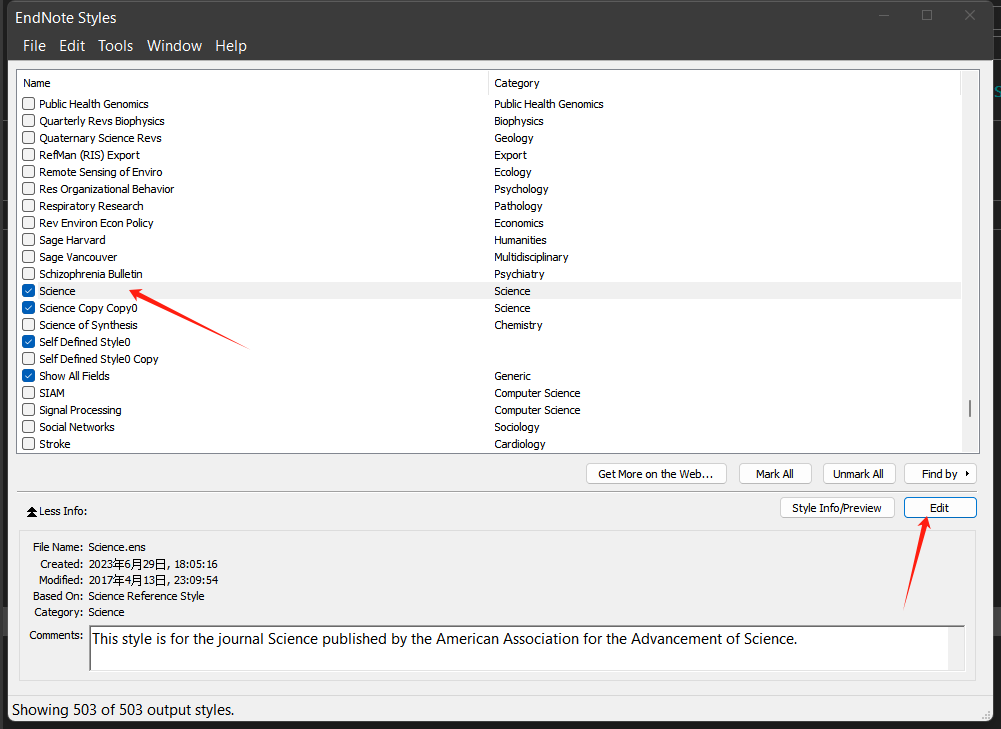 EndNote Styles
File Edit Tools Window Help
Name Category
Public Health Genomics Public Health Genomics
Quarterly Revs Biophysics Biophysics
Quaternary Science Revs Geology
RefMan (RIS) Export Export
Remote Sensing of Enviro Ecology
Res Organizational Behavior Psychology
Respiratory Research Pathology
Rev Environ Econ Policy Economics
Sage Harvard Humanities
Sage Vancouver Multidisciplinary
Schizophrenia Bulletin Psychiatry
Science Science
Science Copy Copy0 Science
Science of Synthesis Chemistry
Self Defined Style0
Self Defined Style0 Copy
Show All Fields Generic
SIAM Computer Science
Signal Processing Computer Science
Social Networks Sociology
Stroke Cardiology
Get More on the Web... Mark All Unmark All Find by
Less Info: Style Info/Preview Edit
File Name: Science.ens
Created: 2023年6月29日, 18:05:16
Modified: 2017年4月13日, 23:09:54
Based On: Science Reference Style
Category: Science
Comments: This style is for the journal Science published by the American Association for the Advancement of Science.
Showing 503 of 503 output styles.